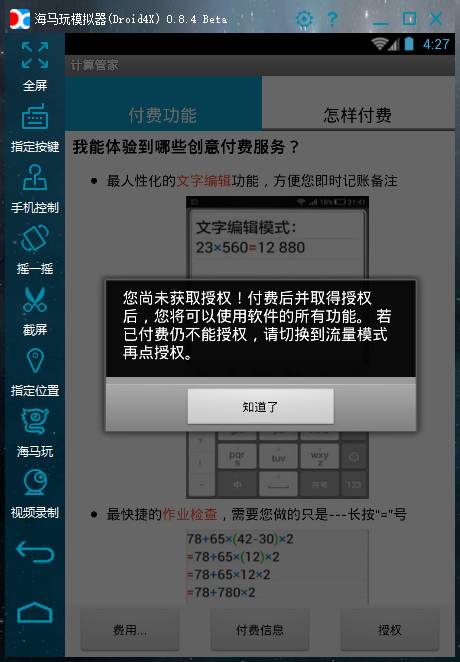 海马玩模拟器(Droid4X) 0.8.4 Beta
4:27
计算管家
全屏
指定按键
手机控制
摇一摇
截屏
指定位置
海马玩
视频录制
付费功能
怎样付费
我能体验到哪些创意付费服务？
最人性化的文字编辑功能，方便您即时记账备注
18% 21:41
文字编辑模式：
23×560=12 880
您尚未获取授权！付费后并取得授权
后，您将可以使用软件的所有功能。 若
已付费仍不能授权，请切换到流量模式
再点授权。
知道了
pqrs
tuv
wxyz
中
符号
123
最快捷的作业检查，需要您做的只是---长按“=”号
78+65×(42-30)×2
=78+65×(12)×2
=78+65×12×2
=78+780×2
费用...
付费信息
授权